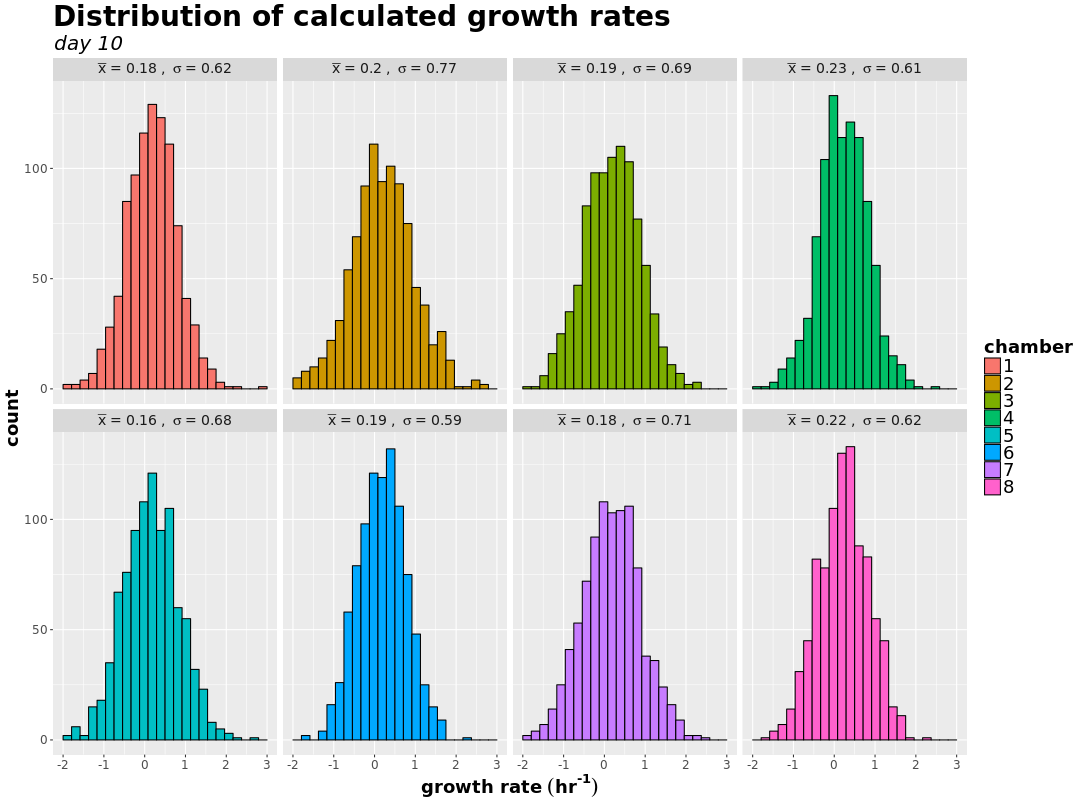 Distribution of calculated growth rates
day 10
x̅ = 0.18 , σ = 0.62
x̅ = 0.2 , σ = 0.77
x̅ = 0.19 , σ = 0.69
x̅ = 0.23 , σ = 0.61
100
50
0
x̅ = 0.16 , σ = 0.68
x̅ = 0.19 , σ = 0.59
x̅ = 0.18 , σ = 0.71
x̅ = 0.22 , σ = 0.62
100
50
0
count
-2 -1 0 1 2 3
-2 -1 0 1 2 3
-2 -1 0 1 2 3
-2 -1 0 1 2 3
growth rate (hr⁻¹)
chamber
1
2
3
4
5
6
7
8